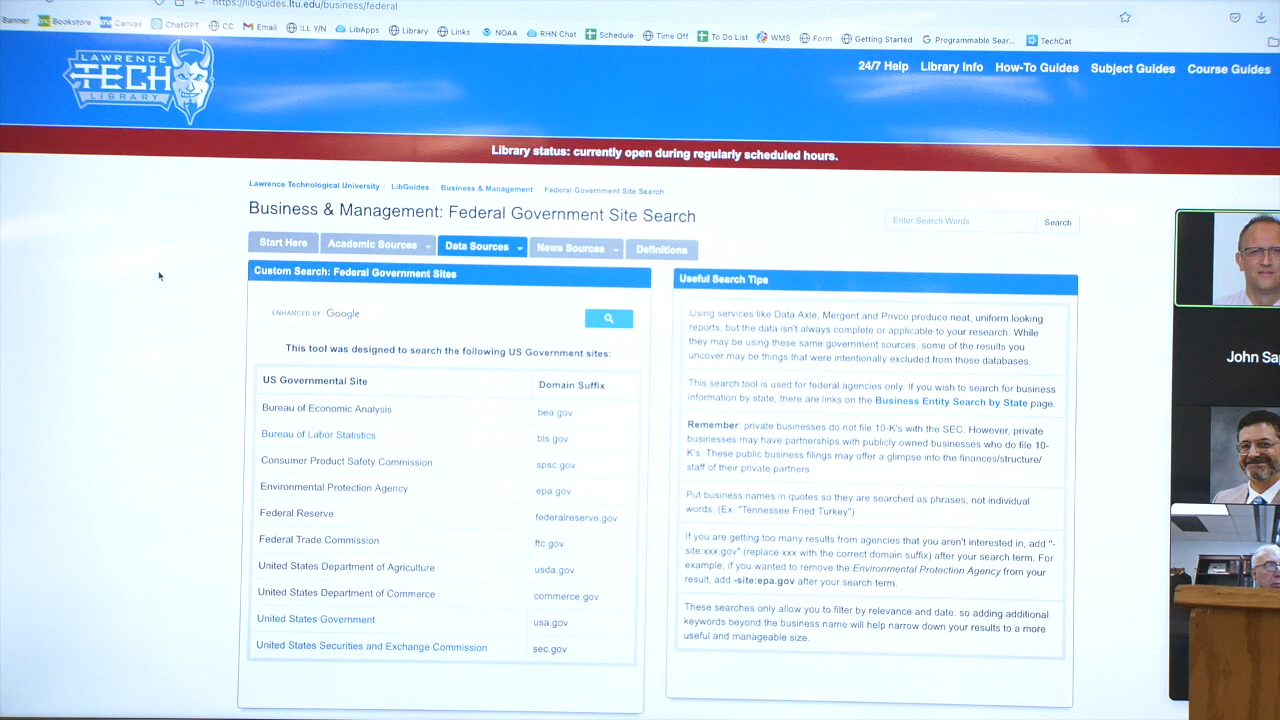 https://libguides.ltu.edu/business/federal
Banner Bookstore Canvas ChatGPT CC Email ILL Y/N LibApps Library Links NOAA RHN Chat Schedule Time Off To Do List WMS Form Getting Started Programmable Sear... TechCat
LAWRENCE
TECH
LIBRARY
24/7 Help Library Info How-To Guides Subject Guides Course Guides
Library status: currently open during regularly scheduled hours.
Lawrence Technological University LibGuides Business & Management Federal Government Site Search
Business & Management: Federal Government Site Search
Enter Search Words Search
Start Here Academic Sources Data Sources News Sources Definitions
Custom Search: Federal Government Sites
ENHANCED BY Google
This tool was designed to search the following US Government sites:
US Governmental Site Domain Suffix
Bureau of Economic Analysis bea.gov
Bureau of Labor Statistics bls.gov
Consumer Product Safety Commission spsc.gov
Environmental Protection Agency epa.gov
Federal Reserve federalreserve.gov
Federal Trade Commission ftc.gov
United States Department of Agriculture usda.gov
United States Department of Commerce commerce.gov
United States Government usa.gov
United States Securities and Exchange Commission sec.gov
Useful Search Tips
Using services like Data Axle, Mergent and Privco produce neat, uniform looking
reports, but the data isn't always complete or applicable to your research. While
they may be using these same government sources, some of the results you
uncover may be things that were intentionally excluded from those databases.
This search tool is used for federal agencies only. If you wish to search for business
information by state, there are links on the Business Entity Search by State page.
Remember: private businesses do not file 10-K's with the SEC. However, private
businesses may have partnerships with publicly owned businesses who do file 10-
K's. These public business filings may offer a glimpse into the finances/structure/
staff of their private partners.
Put business names in quotes so they are searched as phrases, not individual
words. (Ex. "Tennessee Fried Turkey")
If you are getting too many results from agencies that you aren't interested in, add "-
site:xxx.gov" (replace xxx with the correct domain suffix) after your search term. For
example, if you wanted to remove the Environmental Protection Agency from your
result, add -site:epa.gov after your search term.
These searches only allow you to filter by relevance and date, so adding additional
keywords beyond the business name will help narrow down your results to a more
useful and manageable size.
John Sap